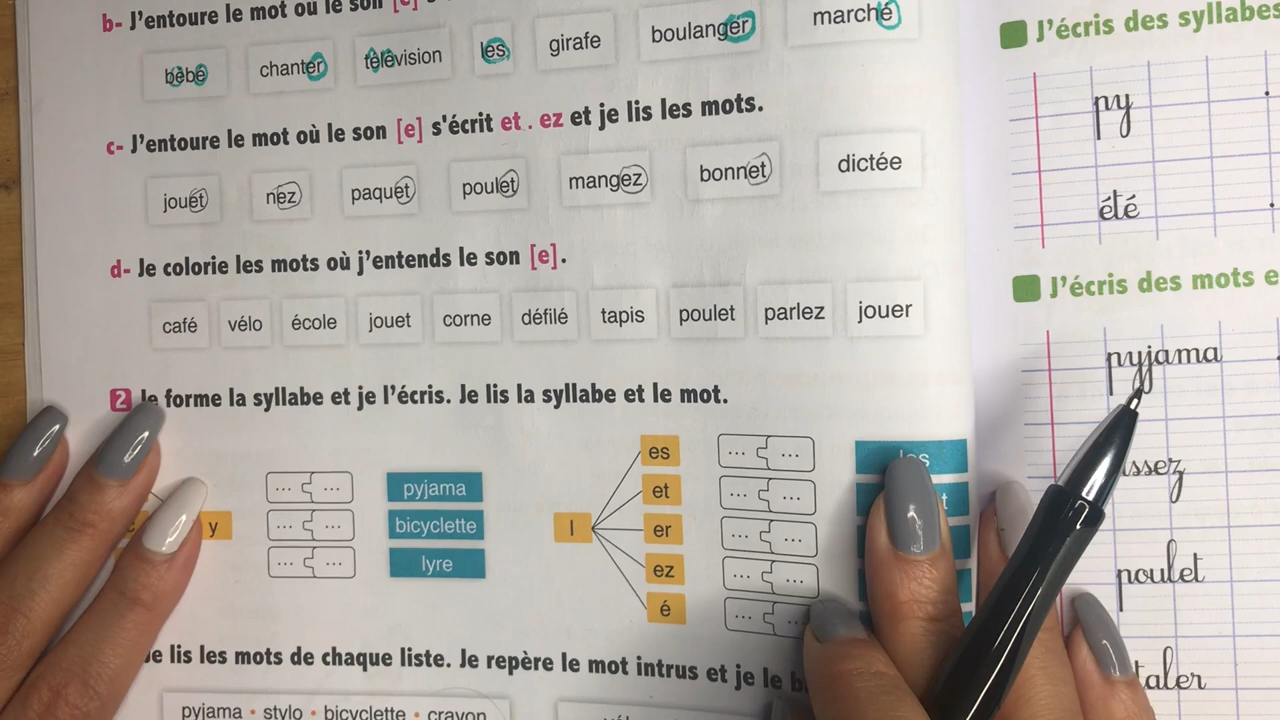 b- J'entoure le mot où le son [e] s
bébé chanter télévision les girafe boulanger marché
c- J'entoure le mot où le son [e] s'écrit et . ez et je lis les mots.
jouet nez paquet poulet mangez bonnet dictée
d- Je colorie les mots où j'entends le son [e].
café vélo école jouet corne défilé tapis poulet parlez jouer
2 Je forme la syllabe et je l'écris. Je lis la syllabe et le mot.
y
... ...
... ...
... ...
pyjama
bicyclette
lyre
l
es
et
er
ez
é
... ...
... ...
... ...
... ...
... ...
les
t
Je lis les mots de chaque liste. Je repère le mot intrus et je le b
pyjama • stylo • bicyclette • crayon
J'écris des syllabes
py
été
J'écris des mots e
pyjama
ssez
poulet
taler